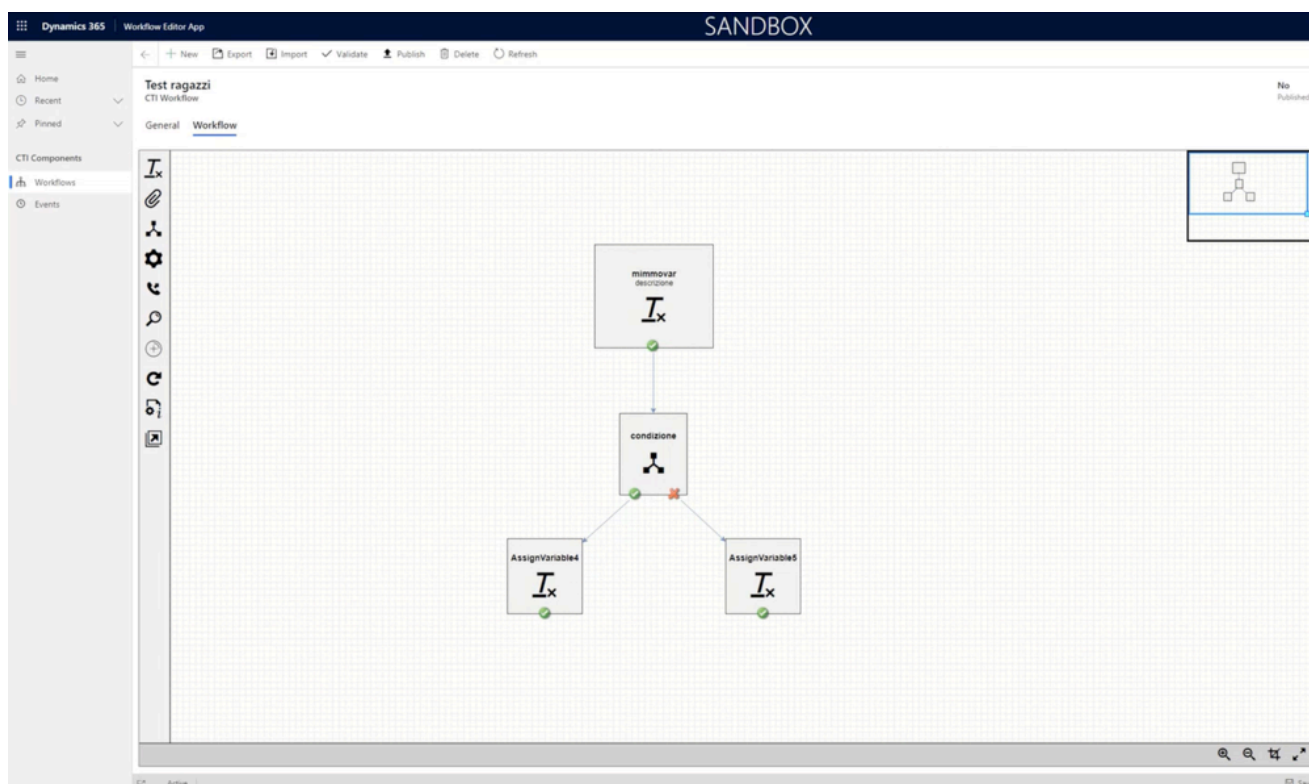 Dynamics 365 Workflow Editor App SANDBOX
New Export Import Validate Publish Delete Refresh
Home
Recent
Pinned
CTI Components
Workflows
Events
Test ragazzi
CTI Workflow
No
Published
General Workflow
mimmovar
descrizione
condizione
AssignVariable4
AssignVariable5
Active